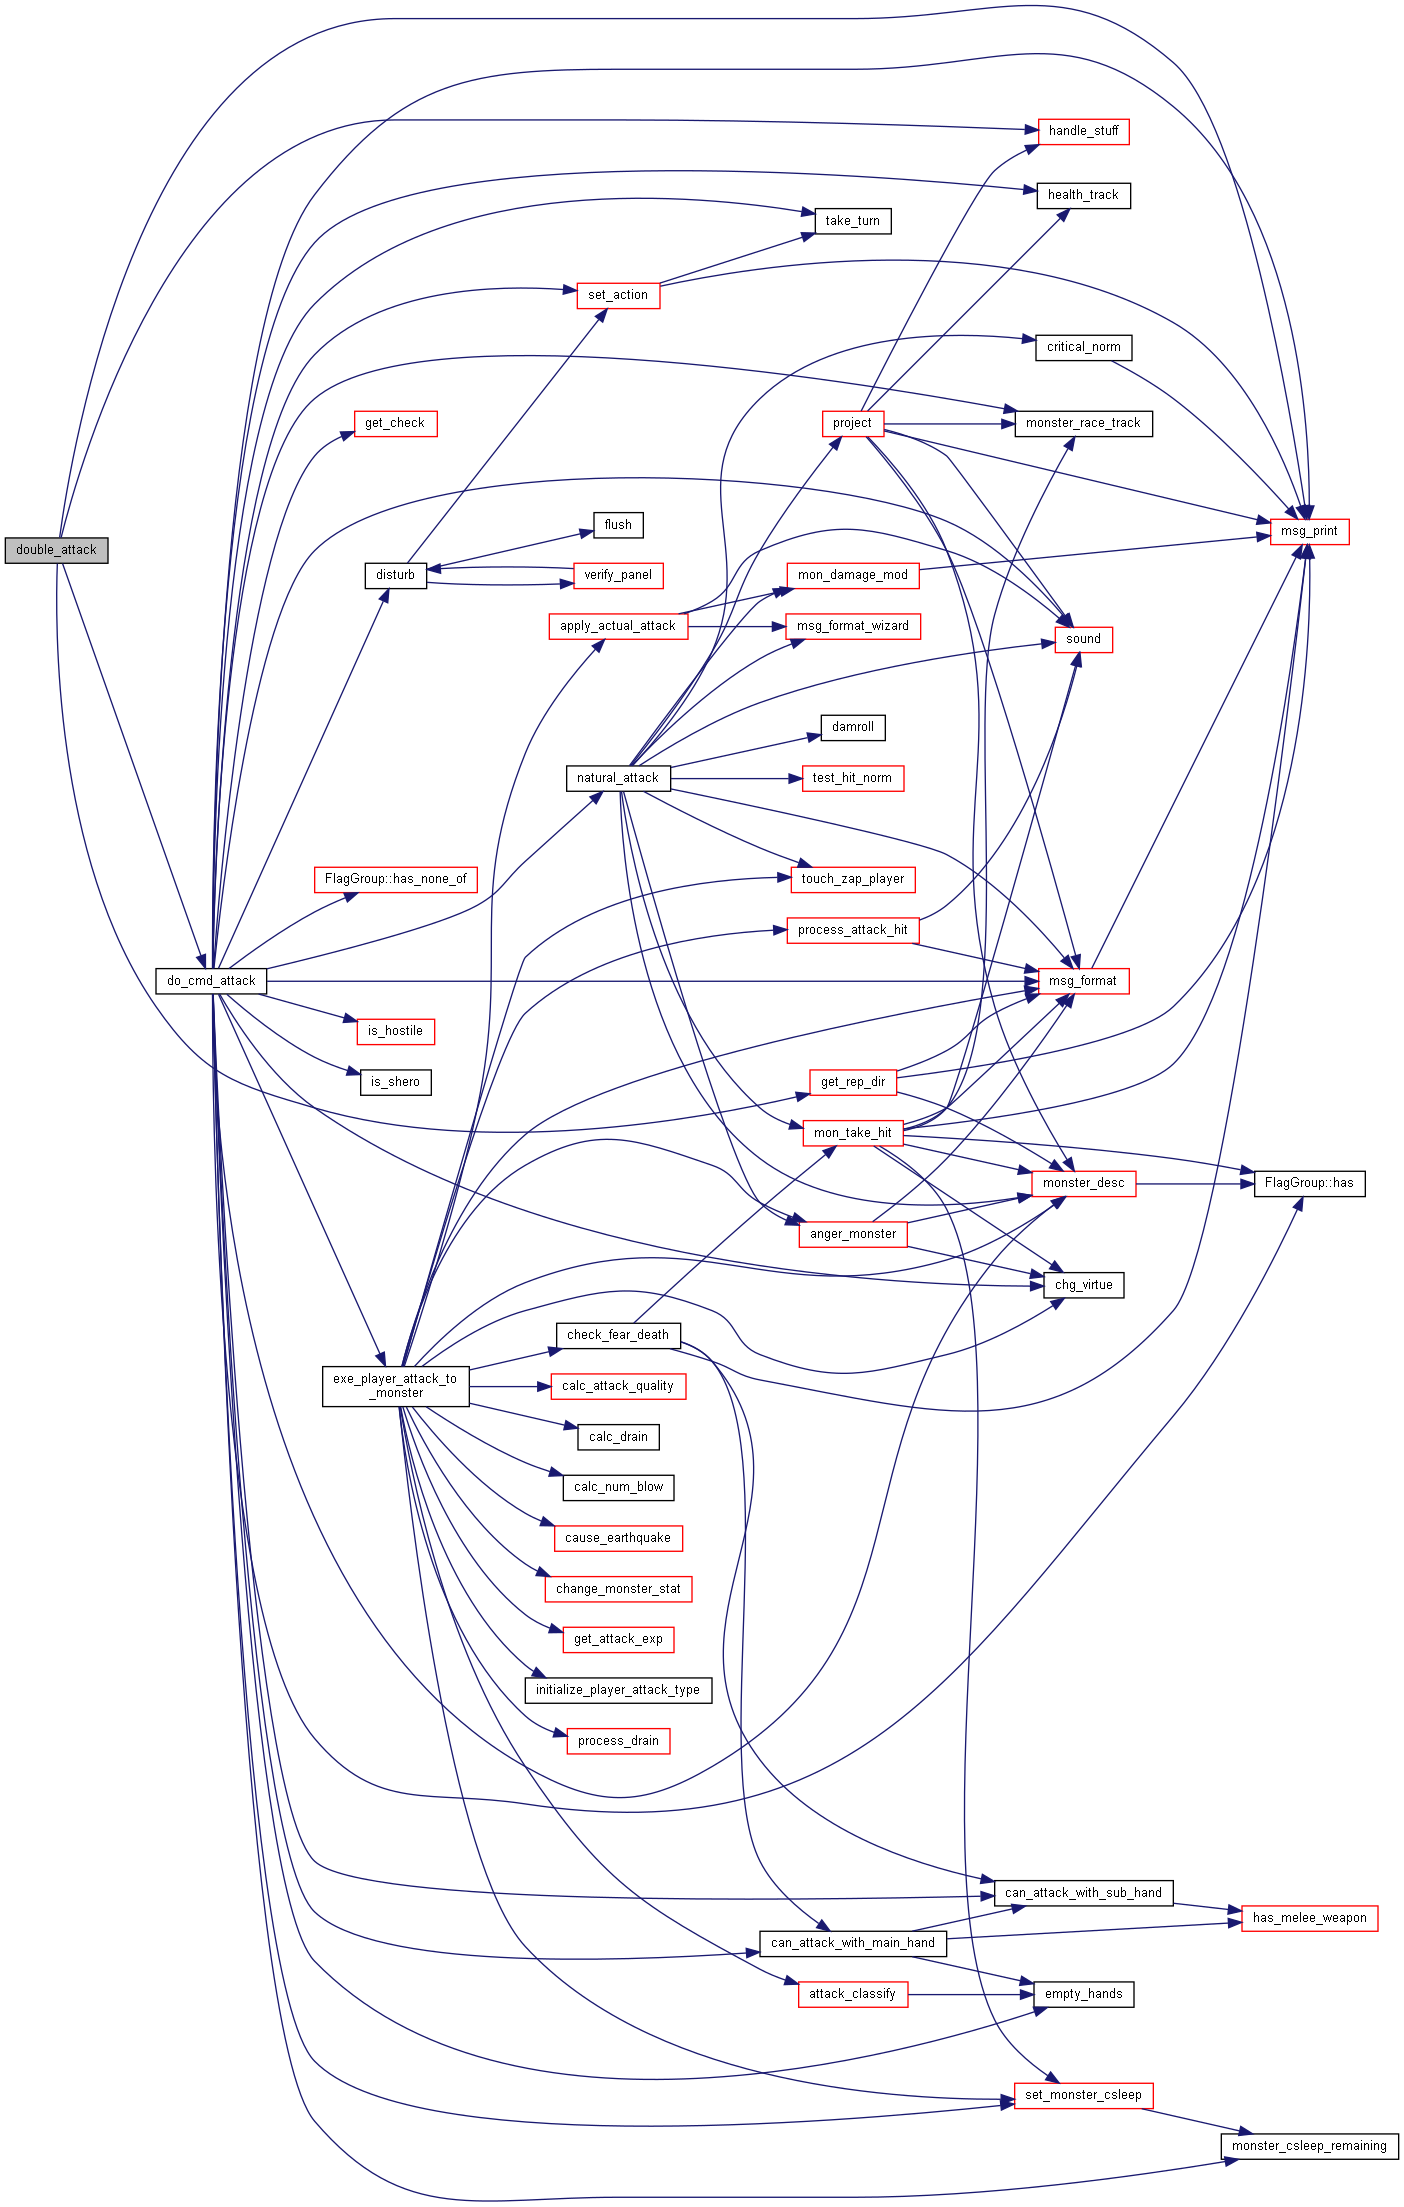 handle_stuff
health_track
take_turn
set_action
critical_norm
get_check
project
monster_race_track
flush
msg_print
double_attack
disturb
verify_panel
mon_damage_mod
apply_actual_attack
msg_format_wizard
sound
damroll
natural_attack
test_hit_norm
FlagGroup::has_none_of
touch_zap_player
process_attack_hit
do_cmd_attack
msg_format
is_hostile
is_shero
get_rep_dir
mon_take_hit
monster_desc
FlagGroup::has
anger_monster
chg_virtue
check_fear_death
exe_player_attack_to
_monster
calc_attack_quality
calc_drain
calc_num_blow
cause_earthquake
change_monster_stat
get_attack_exp
initialize_player_attack_type
process_drain
can_attack_with_sub_hand
has_melee_weapon
can_attack_with_main_hand
attack_classify
empty_hands
set_monster_csleep
monster_csleep_remaining